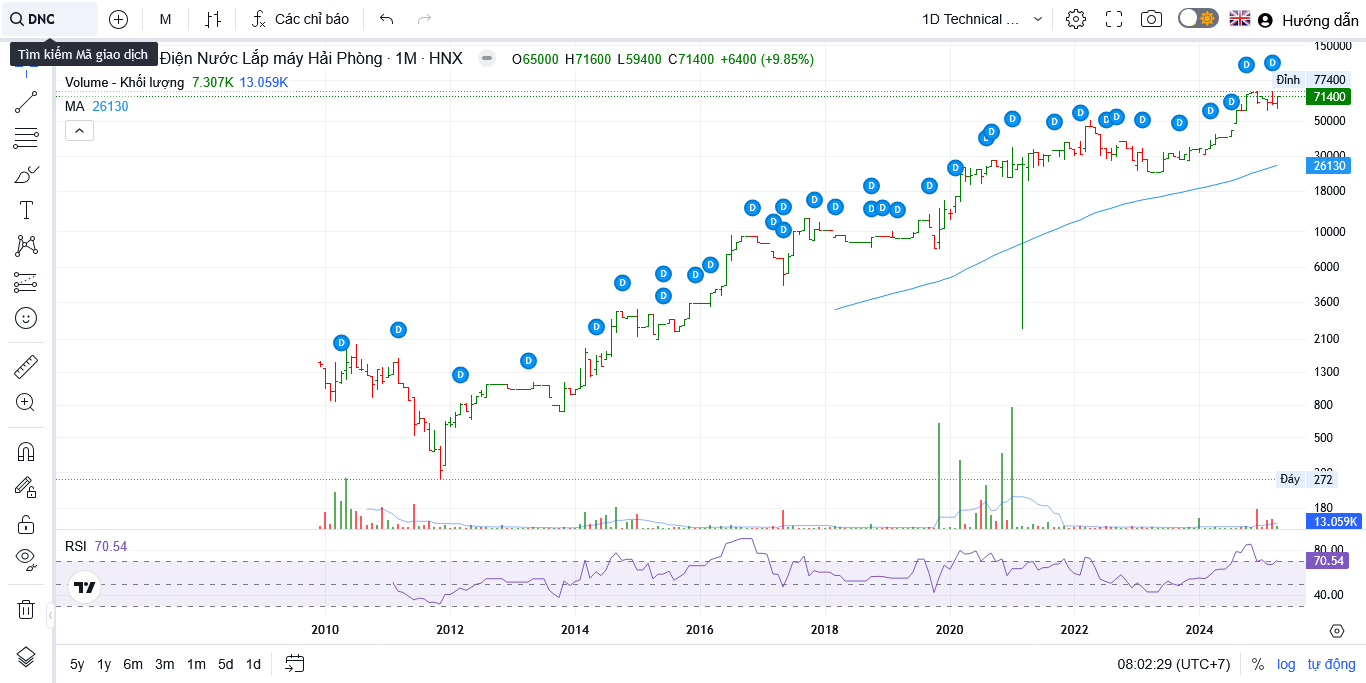 DNC M Các chỉ báo 1D Technical ... Hướng dẫn
Tìm kiếm Mã giao dịch
Điện Nước Lắp máy Hải Phòng · 1M · HNX O65000 H71600 L59400 C71400 +6400 (+9.85%)
Volume - Khối lượng 7.307K 13.059K
MA 26130
150000
Đỉnh 77400
71400
50000
30000
26130
18000
10000
6000
3600
2100
1300
800
500
Đáy 272
180
13.059K
RSI 70.54
80.00
70.54
40.00
2010 2012 2014 2016 2018 2020 2022 2024
5y 1y 6m 3m 1m 5d 1d 08:02:29 (UTC+7) % log tự động